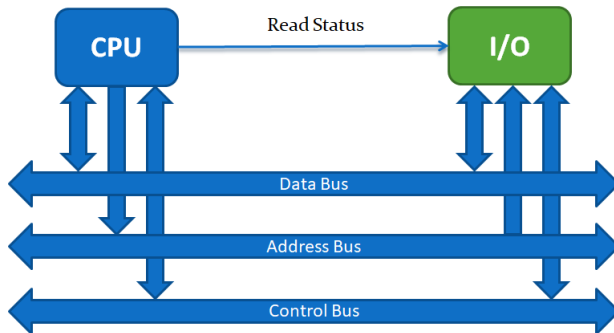 Read Status
CPU
I/O
Data Bus
Address Bus
Control Bus